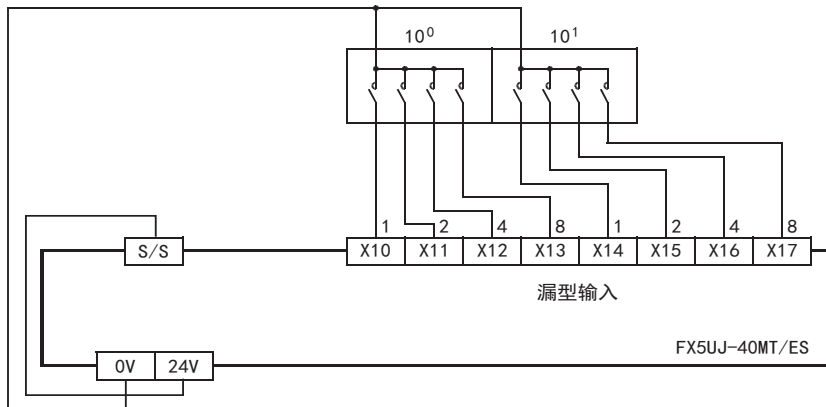 10⁰ 10¹
1 2 4 8 1 2 4 8
S/S X10 X11 X12 X13 X14 X15 X16 X17
漏型输入
FX5UJ-40MT/ES
0V 24V